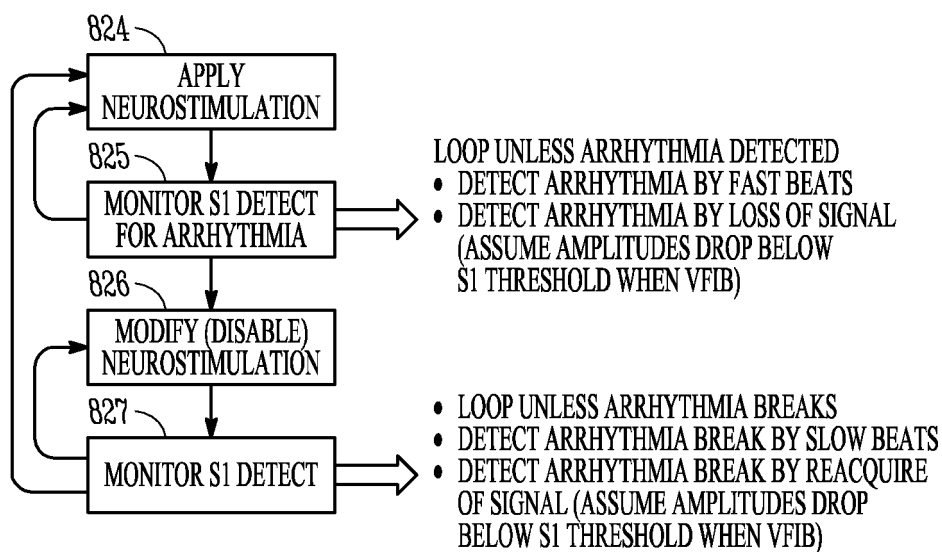 824
APPLY
NEUROSTIMULATION
825
MONITOR S1 DETECT
FOR ARRHYTHMIA
LOOP UNLESS ARRHYTHMIA DETECTED
• DETECT ARRHYTHMIA BY FAST BEATS
• DETECT ARRHYTHMIA BY LOSS OF SIGNAL
(ASSUME AMPLITUDES DROP BELOW
S1 THRESHOLD WHEN VFIB)
826
MODIFY (DISABLE)
NEUROSTIMULATION
827
MONITOR S1 DETECT
• LOOP UNLESS ARRHYTHMIA BREAKS
• DETECT ARRHYTHMIA BREAK BY SLOW BEATS
• DETECT ARRHYTHMIA BREAK BY REACQUIRE
OF SIGNAL (ASSUME AMPLITUDES DROP
BELOW S1 THRESHOLD WHEN VFIB)